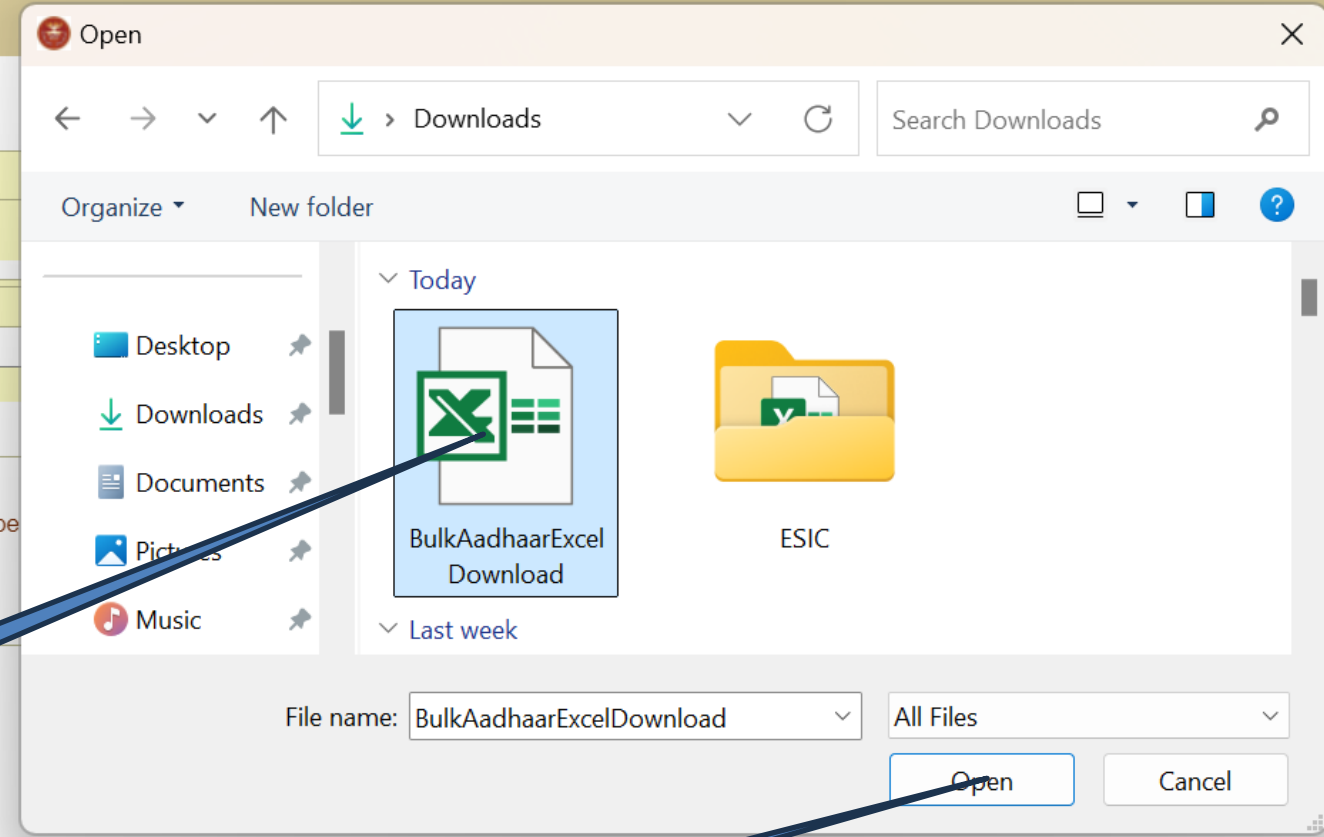 Open
Downloads
Search Downloads
Organize
New folder
?
Today
Desktop
Downloads
Documents
Pictures
Music
BulkAadhaarExcel
Download
ESIC
Last week
File name:
BulkAadhaarExcelDownload
All Files
Open
Cancel